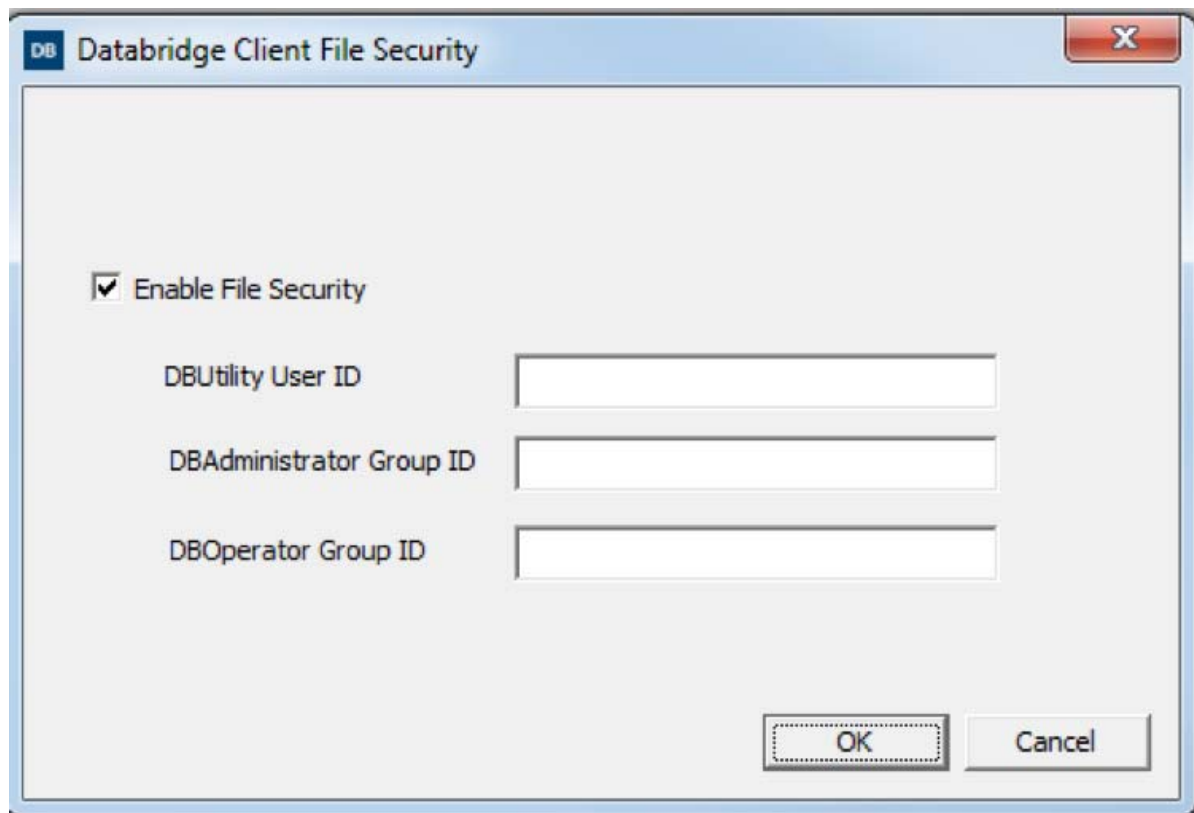 DB Databridge Client File Security
X
Enable File Security
DBUtility User ID
DBAdministrator Group ID
DBOperator Group ID
OK Cancel